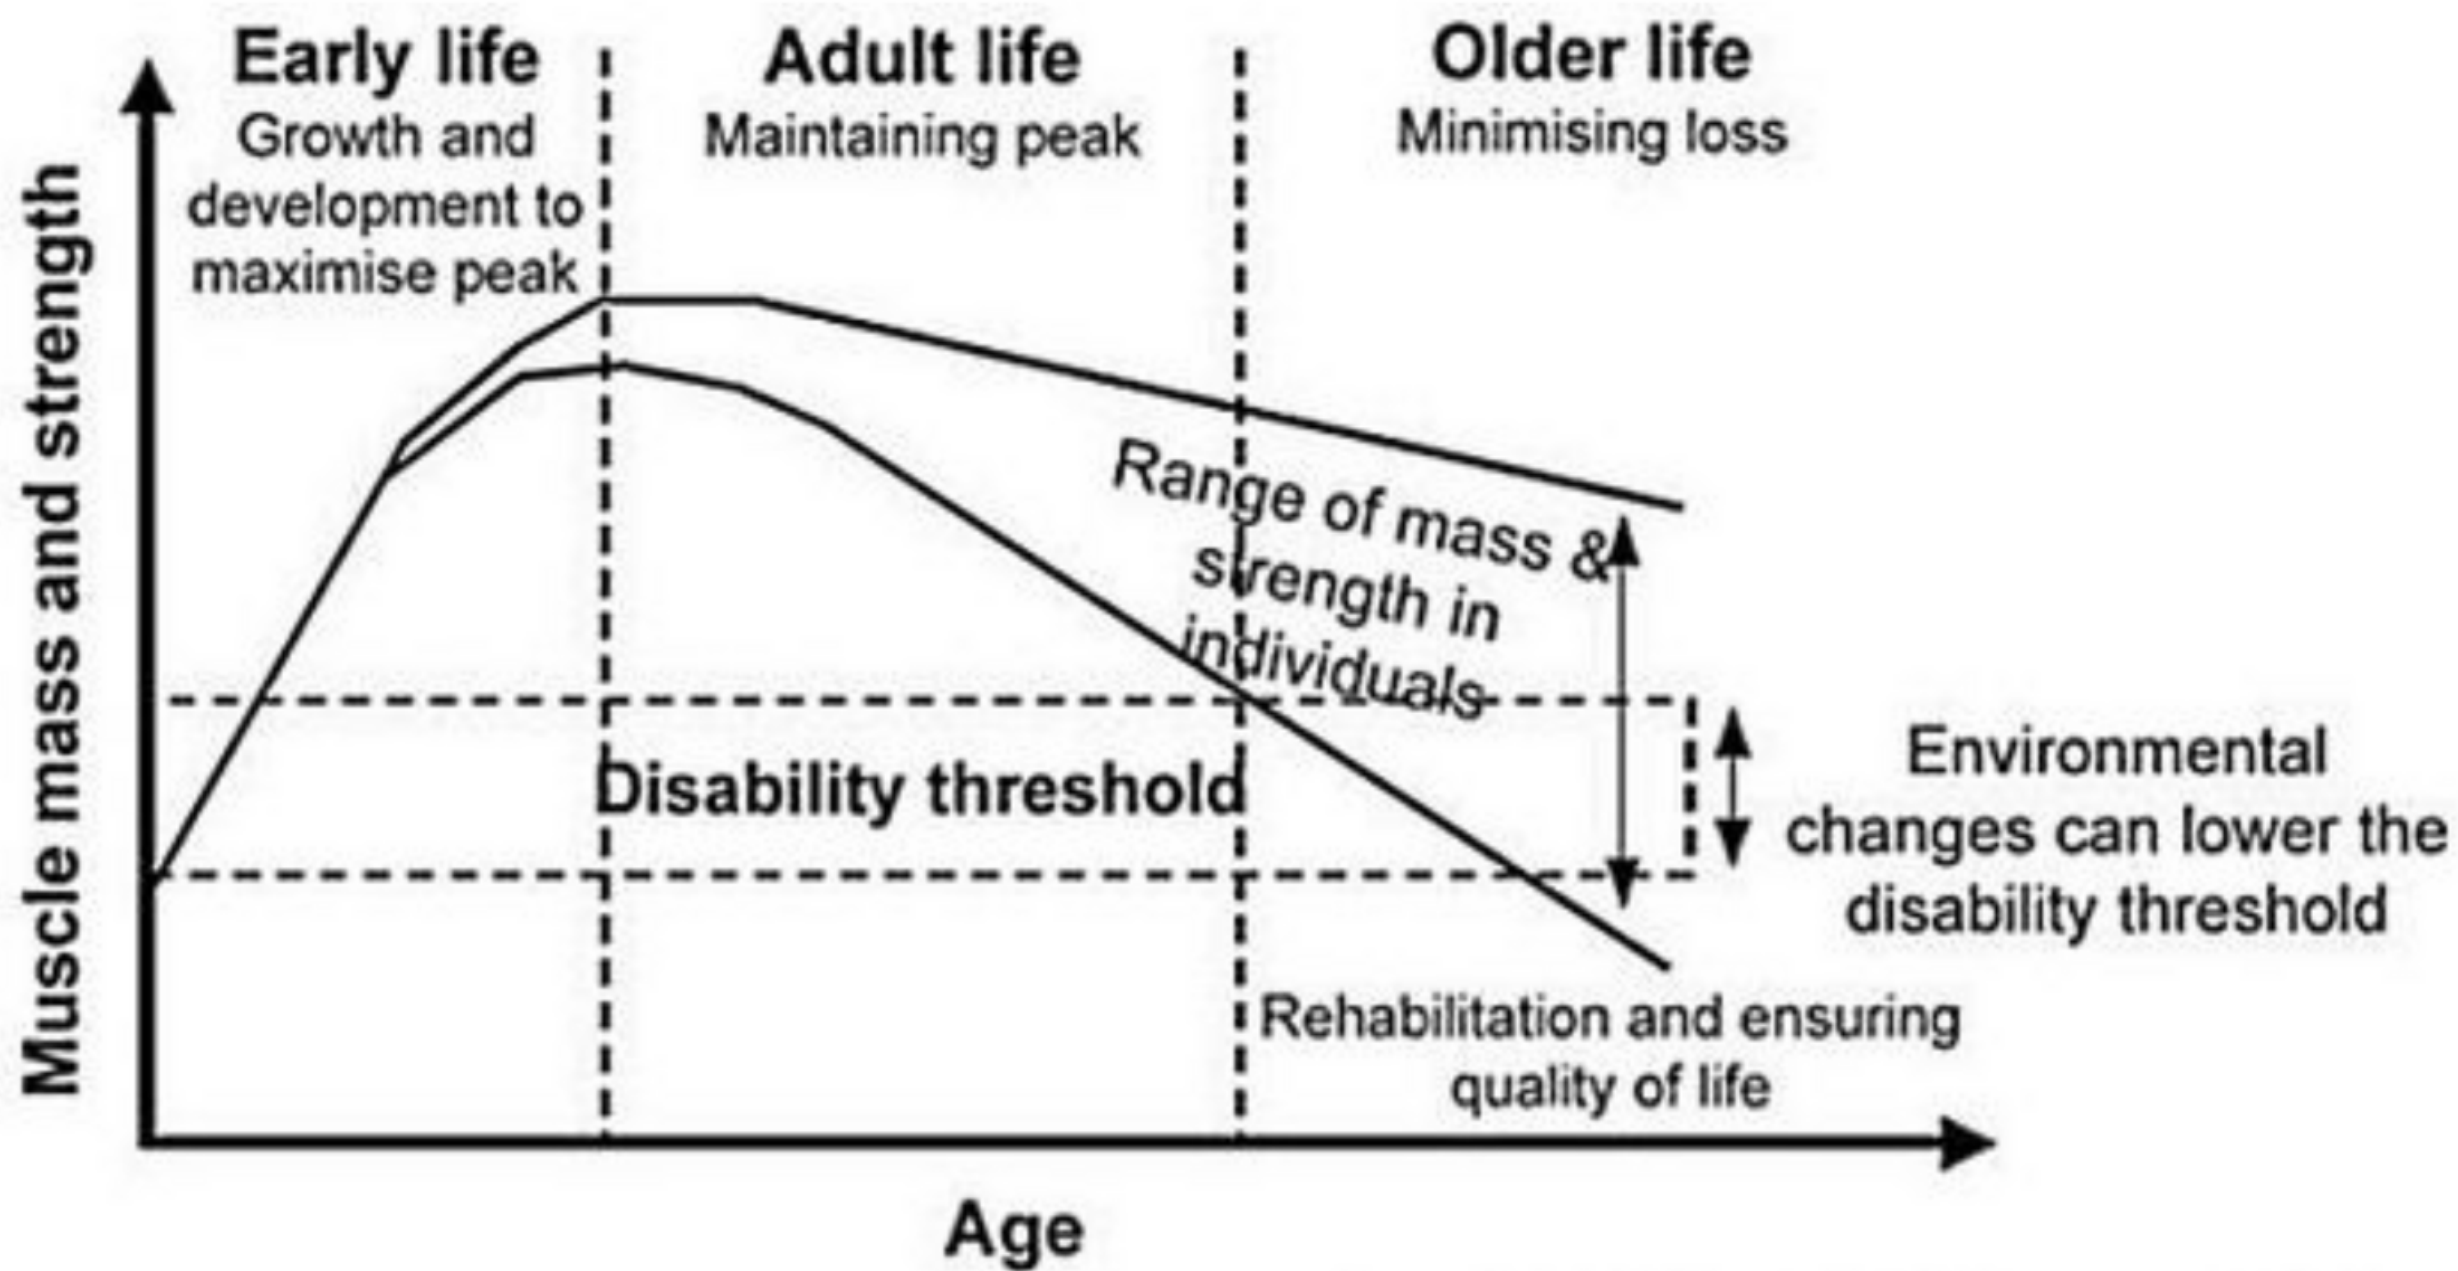 Early life
Growth and
development to
maximise peak
Adult life
Maintaining peak
Older life
Minimising loss
Muscle mass and strength
Range of mass &
strength in
individuals
Disability threshold
Environmental
changes can lower the
disability threshold
Rehabilitation and ensuring
quality of life
Age